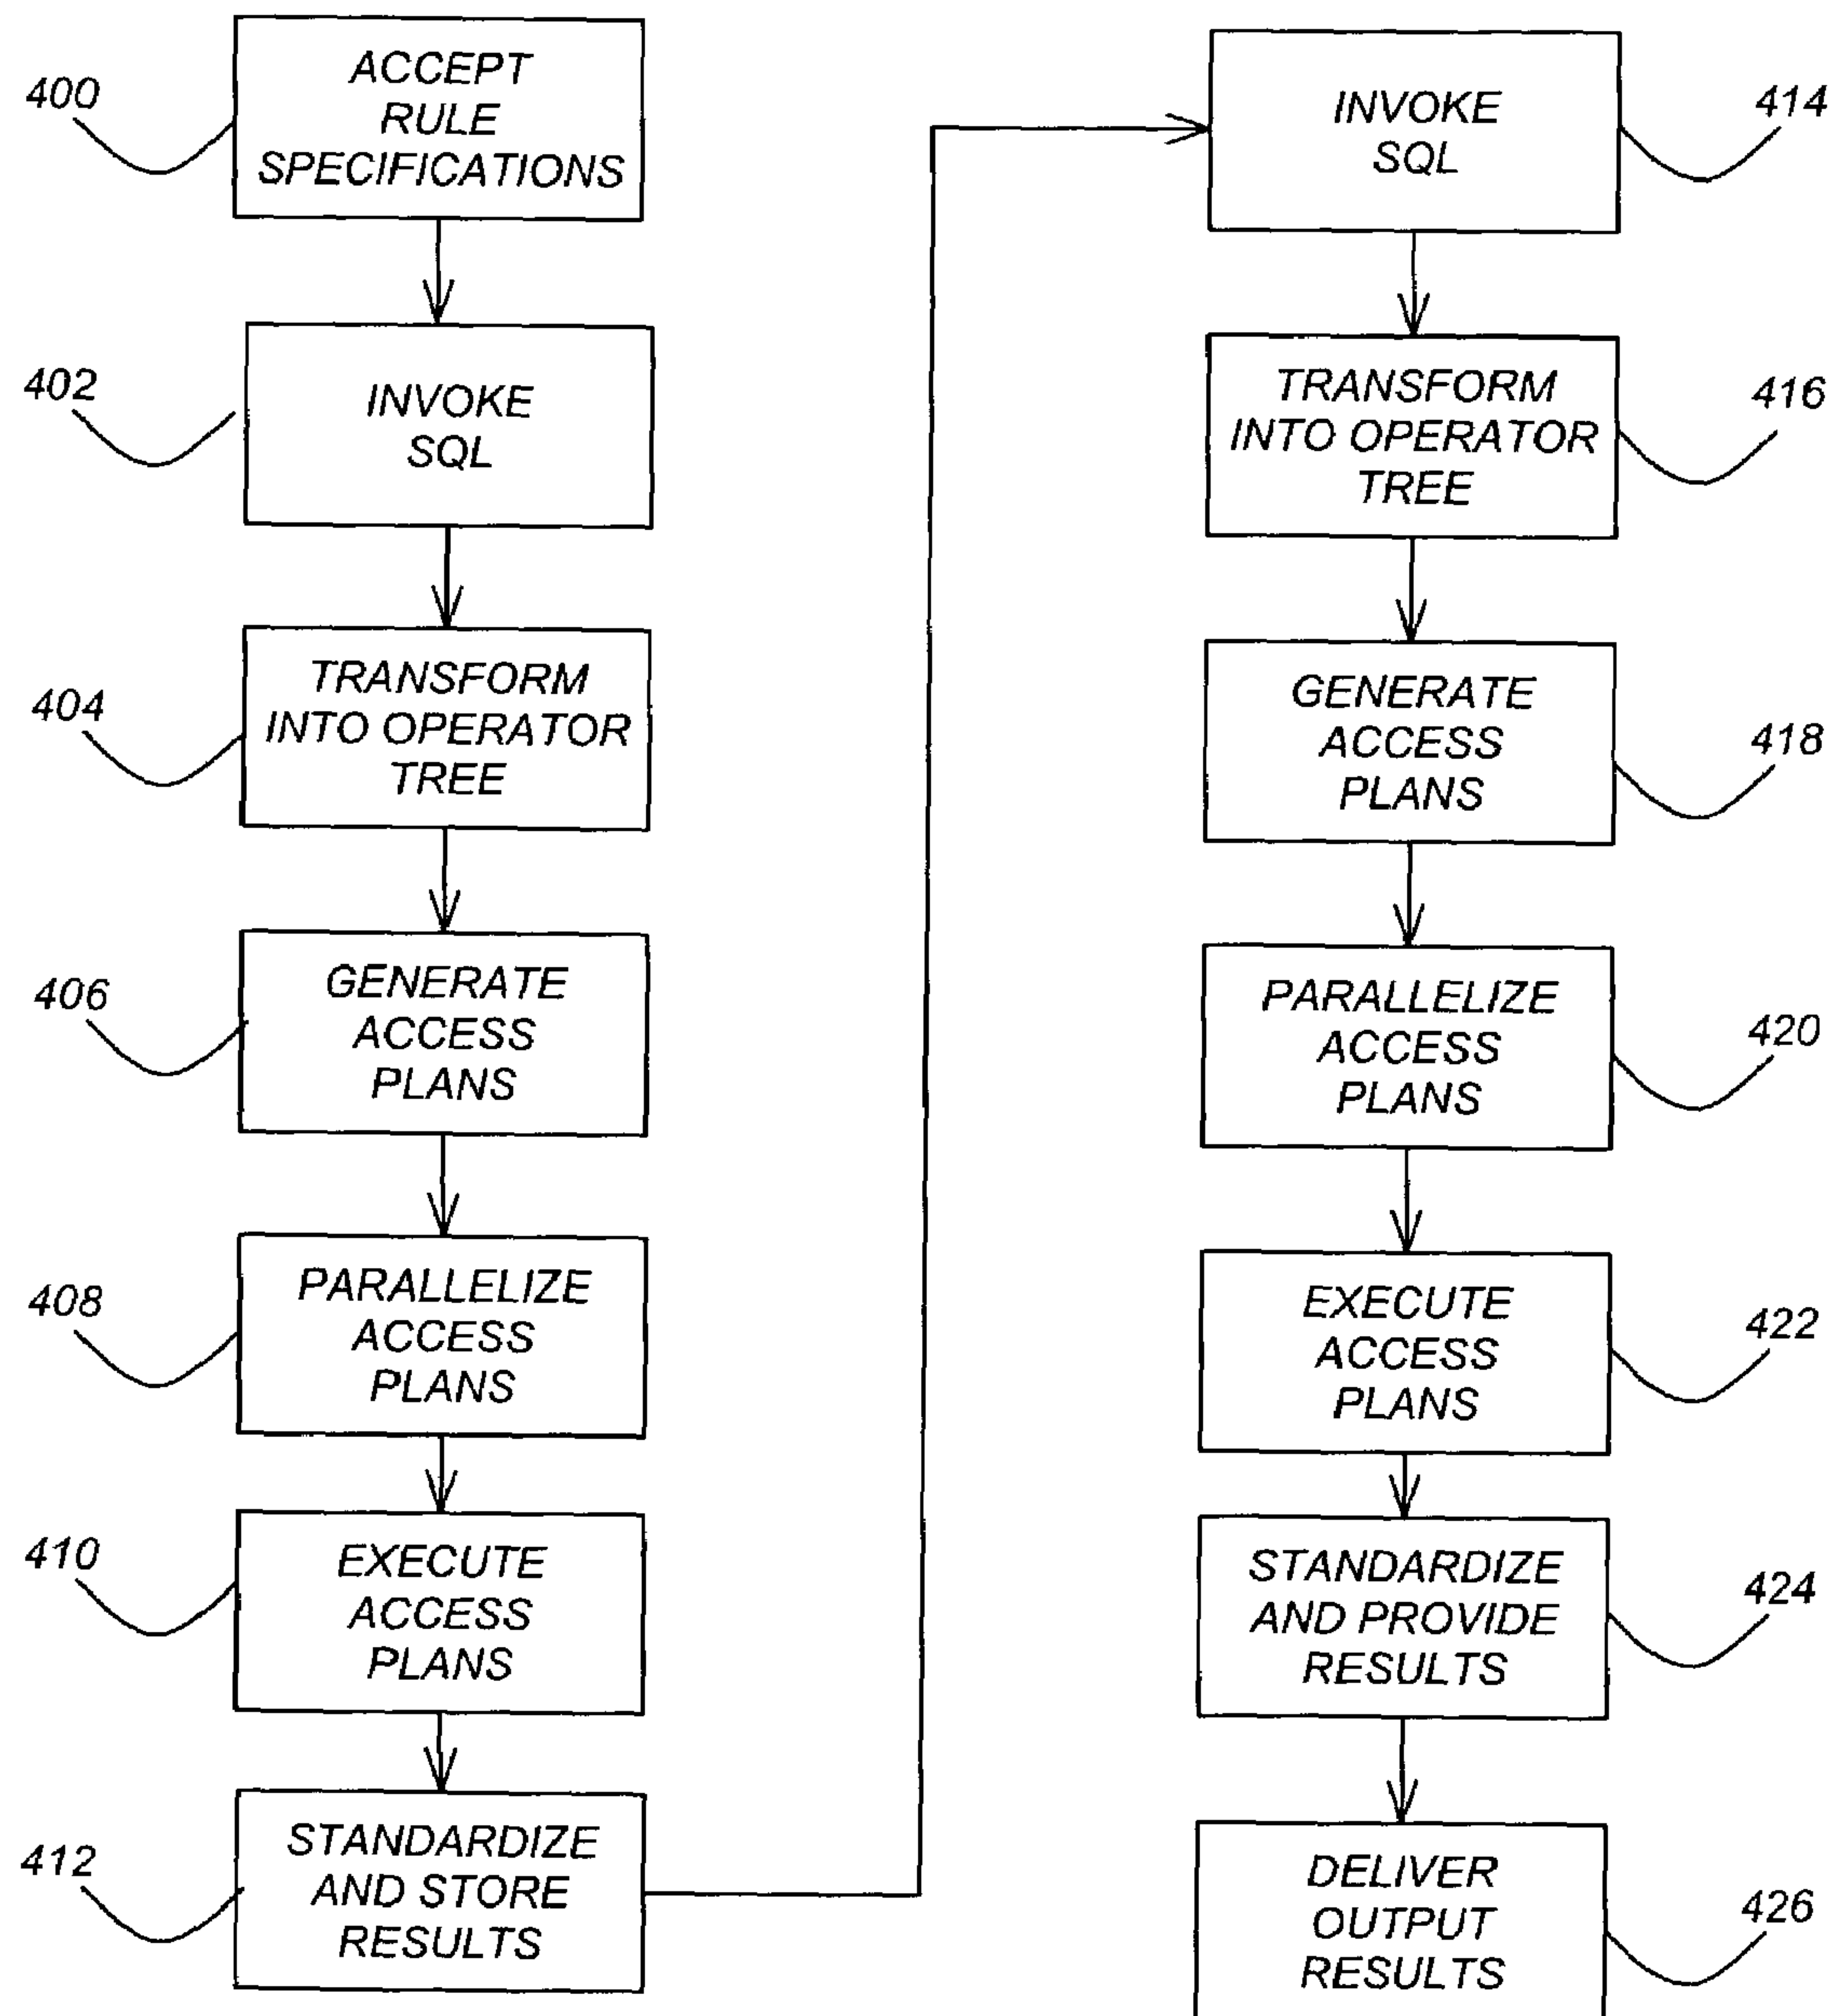 400
ACCEPT
RULE
SPECIFICATIONS
402
INVOKE
SQL
404
TRANSFORM
INTO OPERATOR
TREE
406
GENERATE
ACCESS
PLANS
408
PARALLELIZE
ACCESS
PLANS
410
EXECUTE
ACCESS
PLANS
412
STANDARDIZE
AND STORE
RESULTS
INVOKE
SQL
414
TRANSFORM
INTO OPERATOR
TREE
416
GENERATE
ACCESS
PLANS
418
PARALLELIZE
ACCESS
PLANS
420
EXECUTE
ACCESS
PLANS
422
STANDARDIZE
AND PROVIDE
RESULTS
424
DELIVER
OUTPUT
RESULTS
426